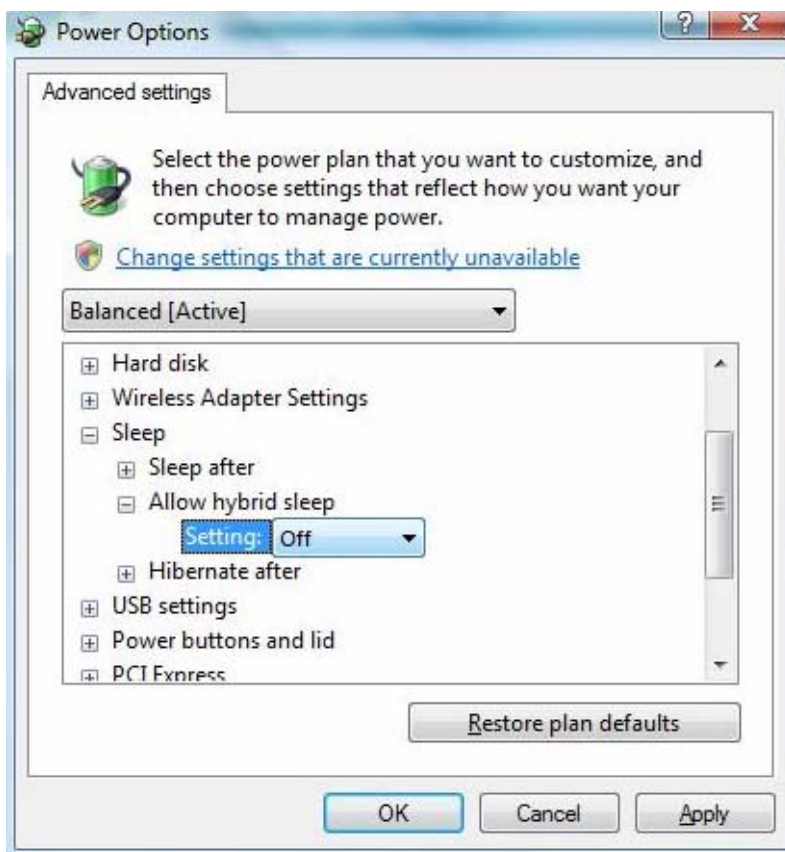 Power Options
Advanced settings
Select the power plan that you want to customize, and
then choose settings that reflect how you want your
computer to manage power.
Change settings that are currently unavailable
Balanced [Active]
Hard disk
Wireless Adapter Settings
Sleep
Sleep after
Allow hybrid sleep
Setting: Off
Hibernate after
USB settings
Power buttons and lid
PCI Express
Restore plan defaults
OK Cancel Apply